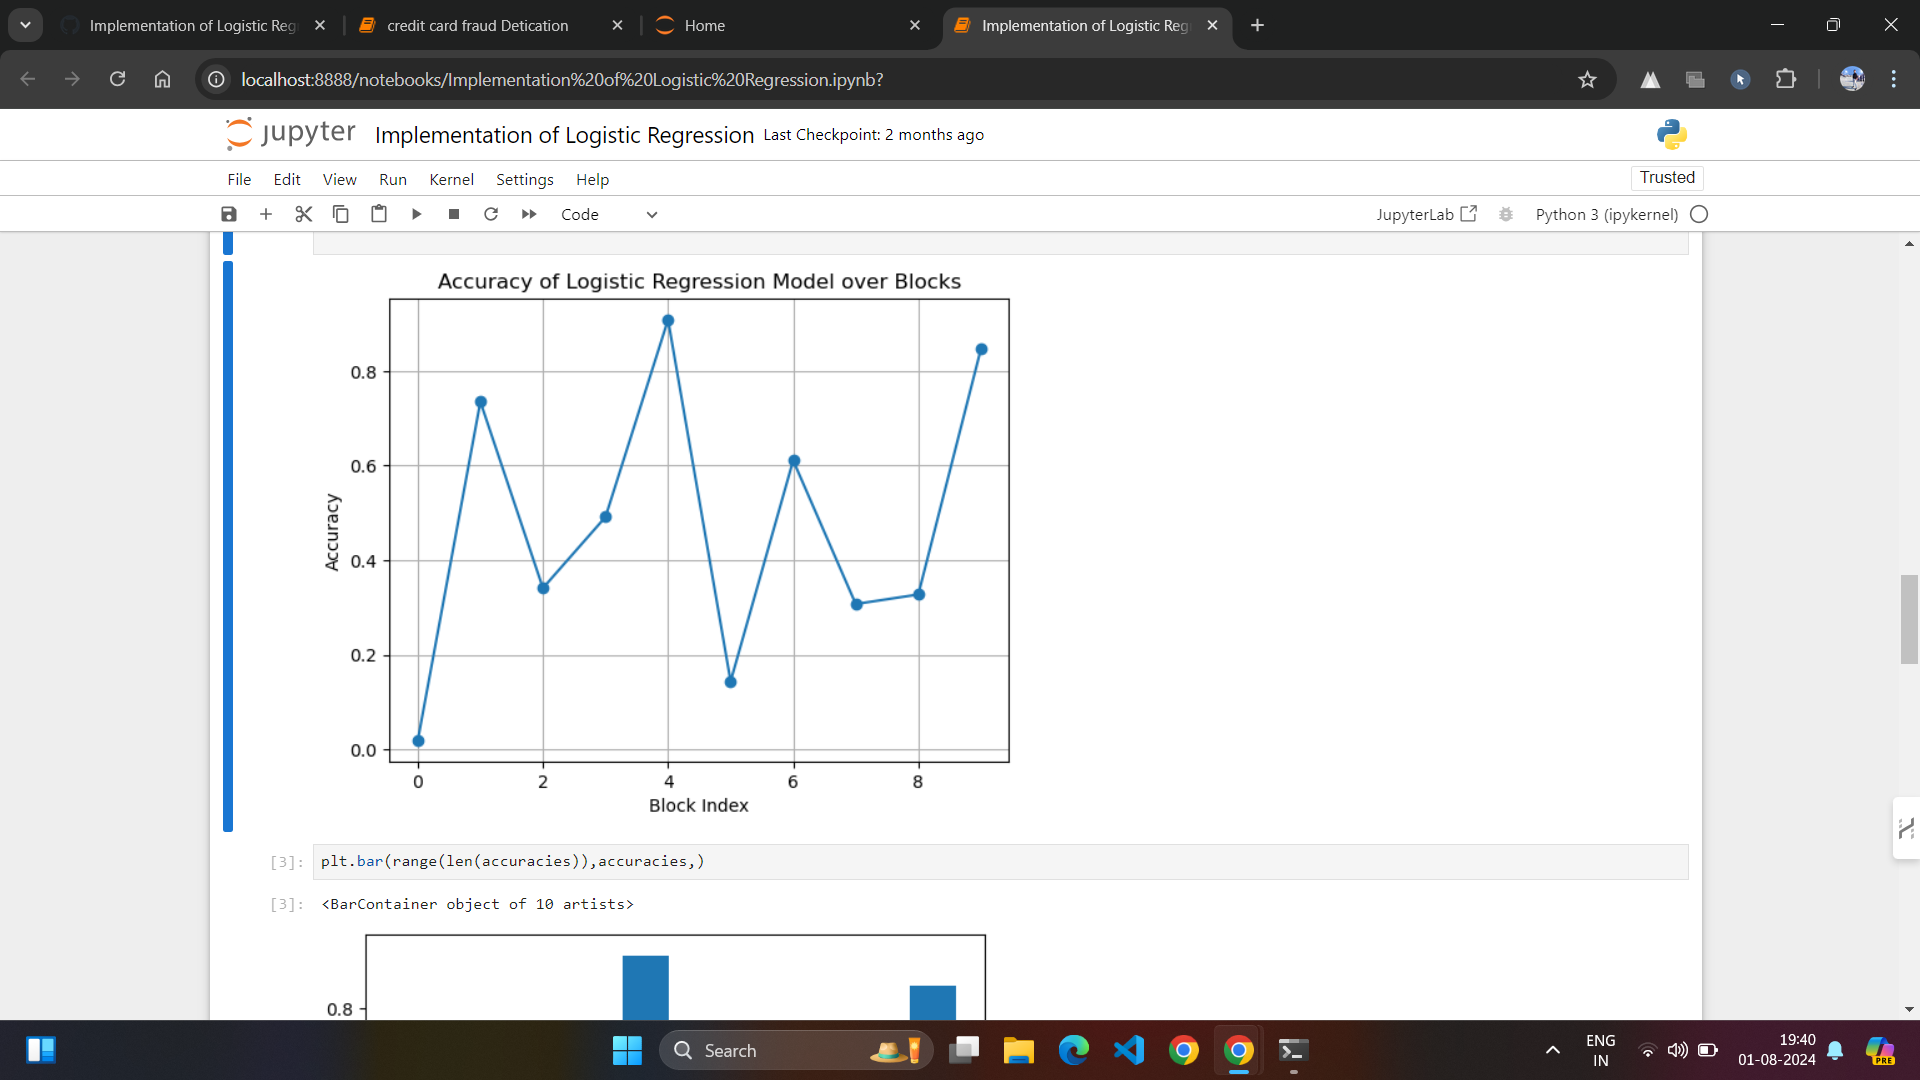 Implementation of Logistic Reg
credit card fraud Detication
Home
Implementation of Logistic Reg
localhost:8888/notebooks/Implementation%20of%20Logistic%20Regression.ipynb?
jupyter
Implementation of Logistic Regression
Last Checkpoint: 2 months ago
File Edit View Run Kernel Settings Help
Trusted
Code
JupyterLab
Python 3 (ipykernel)
Accuracy of Logistic Regression Model over Blocks
0.8
0.6
0.4
0.2
0.0
Accuracy
0 2 4 6 8
Block Index
[3]: plt.bar(range(len(accuracies)),accuracies,)
[3]: <BarContainer object of 10 artists>
0.8
Search
ENG
IN
19:40
01-08-2024
PRE